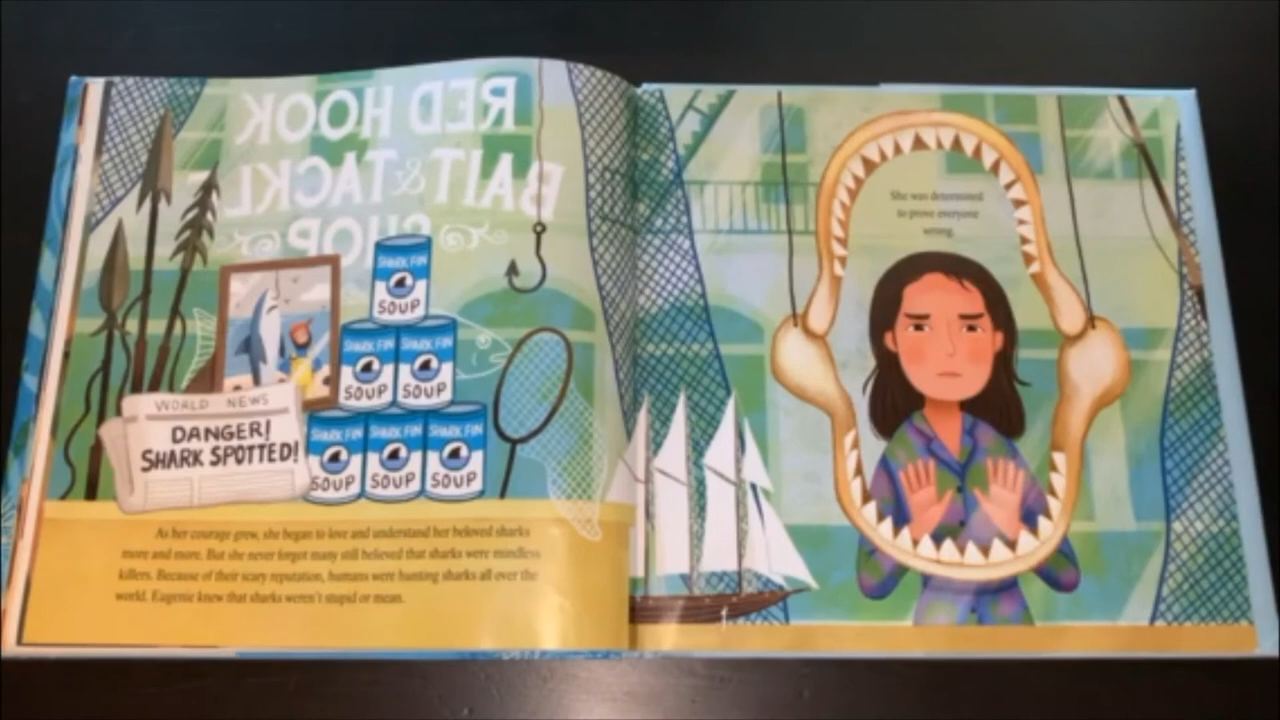 RED HOOK
BAIT & TACKLE
SHOP
SHARK FIN
SOUP
SHARK FIN
SOUP
SHARK FIN
SOUP
SHARK FIN
SOUP
SHARK FIN
SOUP
SHARK FIN
SOUP
WORLD NEWS
DANGER!
SHARK SPOTTED!
As her courage grew, she began to love and understand her beloved sharks
more and more. But she never forgot many still believed that sharks were mindless
killers. Because of their scary reputation, humans were hunting sharks all over the
world. Eugenie knew that sharks weren't stupid or mean.
She was determined
to prove everyone
wrong.